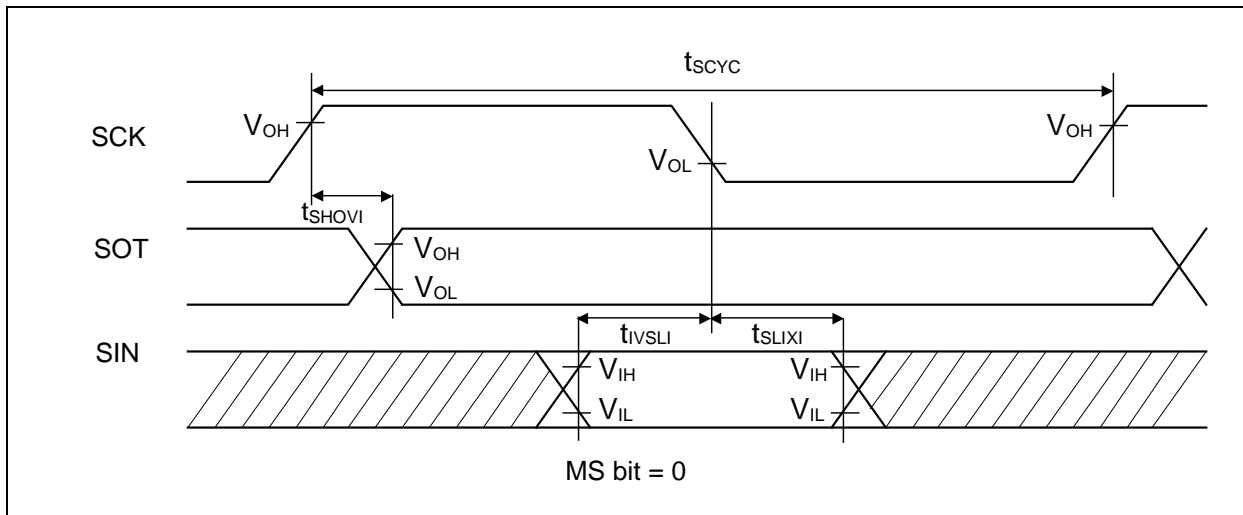 tSCYC
SCK
VOH
VOH
VOL
tSHOVI
SOT
VOH
VOL
tIVSLI
tSLIXI
SIN
VIH
VIH
VIL
VIL
MS bit = 0